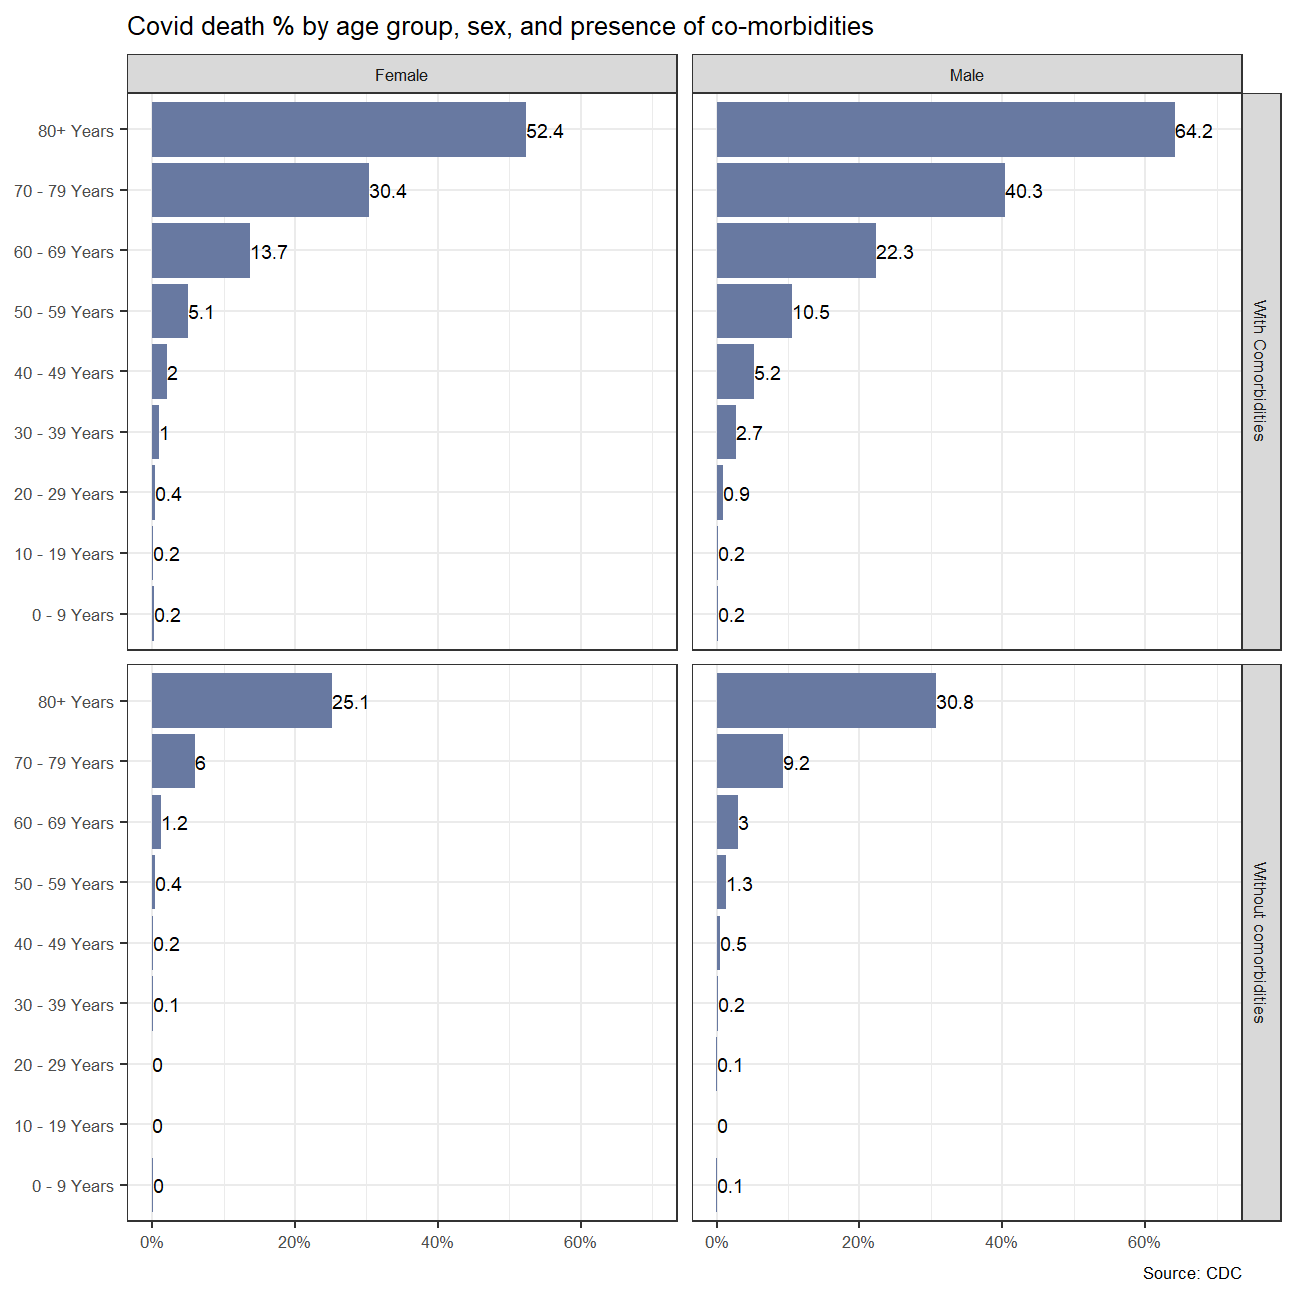 Covid death % by age group, sex, and presence of co-morbidities
Female
Male
With Comorbidities
80+ Years
52.4
64.2
70 - 79 Years
30.4
40.3
60 - 69 Years
13.7
22.3
50 - 59 Years
5.1
10.5
40 - 49 Years
2
5.2
30 - 39 Years
1
2.7
20 - 29 Years
0.4
0.9
10 - 19 Years
0.2
0.2
0 - 9 Years
0.2
0.2
Without comorbidities
80+ Years
25.1
30.8
70 - 79 Years
6
9.2
60 - 69 Years
1.2
3
50 - 59 Years
0.4
1.3
40 - 49 Years
0.2
0.5
30 - 39 Years
0.1
0.2
20 - 29 Years
0
0.1
10 - 19 Years
0
0
0 - 9 Years
0
0.1
0%
20%
40%
60%
0%
20%
40%
60%
Source: CDC